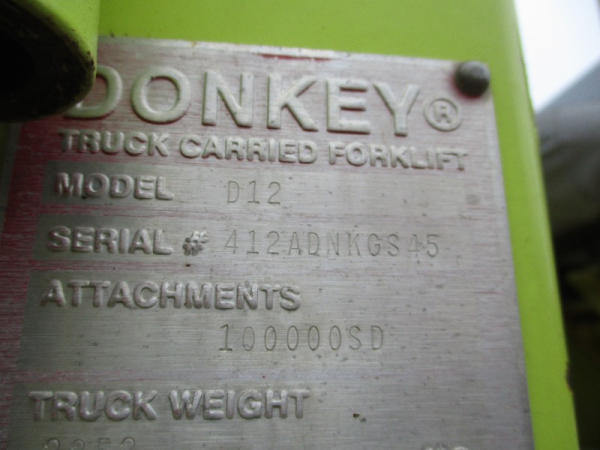 DONKEY®
TRUCK CARRIED FORKLIFT
MODEL D12
SERIAL # 412ADNKGS45
ATTACHMENTS
100000SD
TRUCK WEIGHT